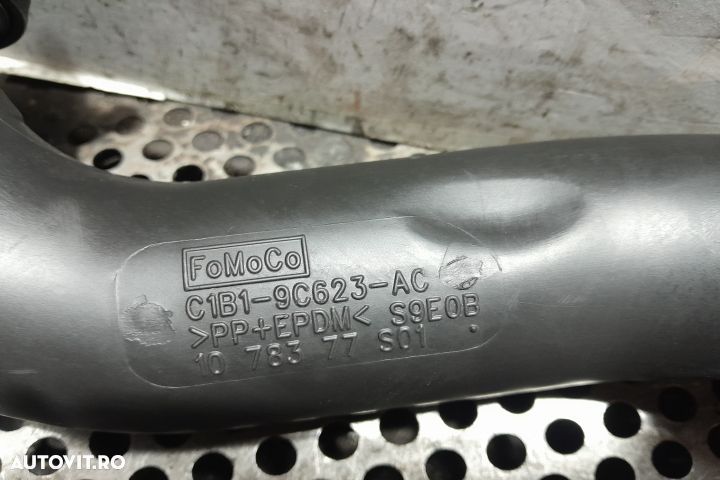 FoMoCo
C1B1-9C623-AC
>PP+EPDM< S9E0B
10 783 77 S01
AUTOVIT.RO